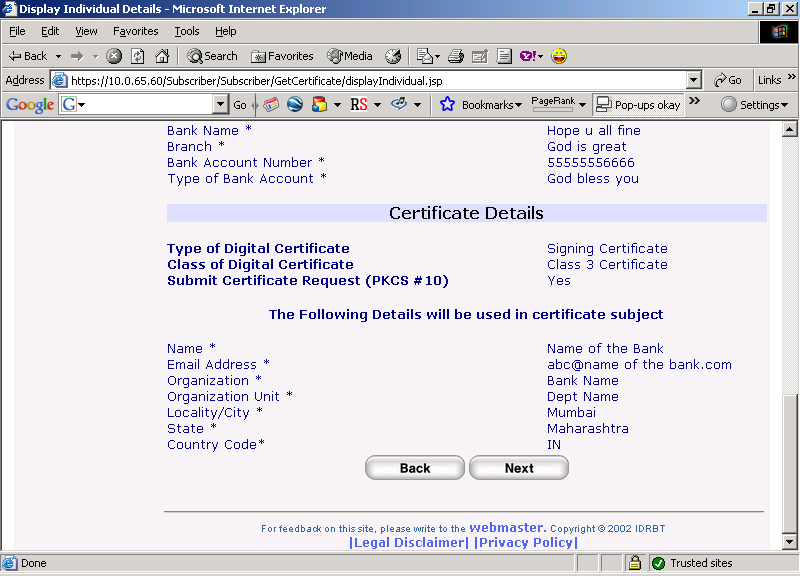 Display Individual Details - Microsoft Internet Explorer
File Edit View Favorites Tools Help
Back Search Favorites Media Y!
Address https://10.0.65.60/Subscriber/Subscriber/GetCertificate/displayIndividual.jsp Go Links »
Google G Go RS Bookmarks PageRank Pop-ups okay » Settings
Bank Name * Hope u all fine
Branch * God is great
Bank Account Number * 55555556666
Type of Bank Account * God bless you
Certificate Details
Type of Digital Certificate Signing Certificate
Class of Digital Certificate Class 3 Certificate
Submit Certificate Request (PKCS #10) Yes
The Following Details will be used in certificate subject
Name * Name of the Bank
Email Address * abc@name of the bank.com
Organization * Bank Name
Organization Unit * Dept Name
Locality/City * Mumbai
State * Maharashtra
Country Code* IN
Back Next
For feedback on this site, please write to the webmaster. Copyright © 2002 IDRBT
|Legal Disclaimer| |Privacy Policy|
Done Trusted sites